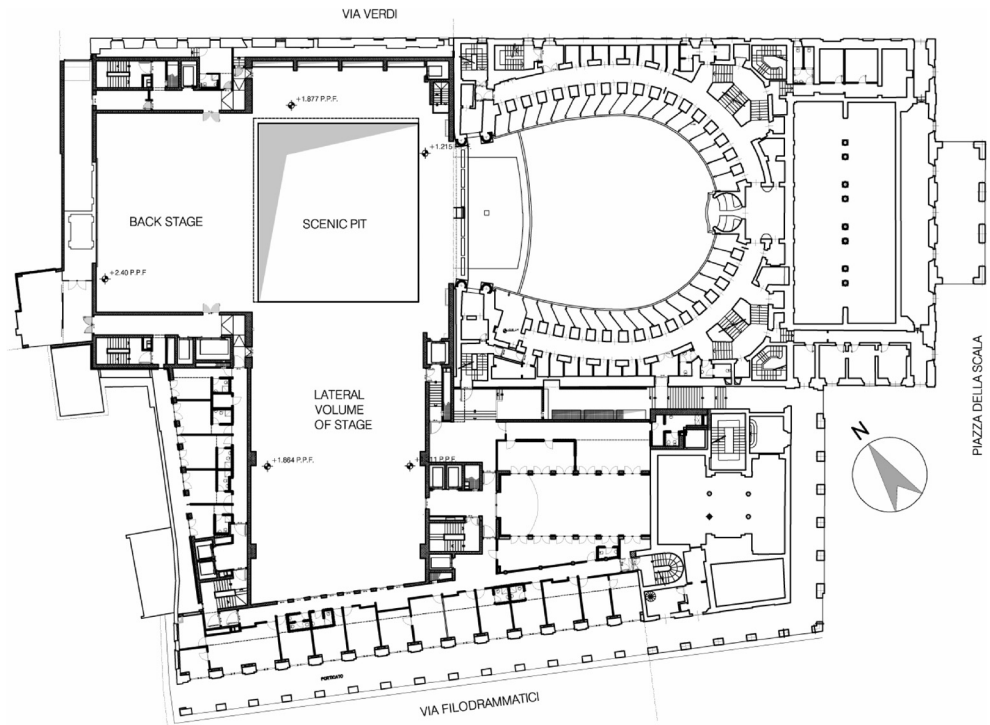 VIA VERDI
+1.877 P.P.F.
+1.215
BACK STAGE
SCENIC PIT
+2.40 P.P.F
LATERAL
VOLUME
OF STAGE
PIAZZA DELLA SCALA
N
+1.864 P.P.F.
11 P.P.F.
PORTICATO
VIA FILODRAMMATICI